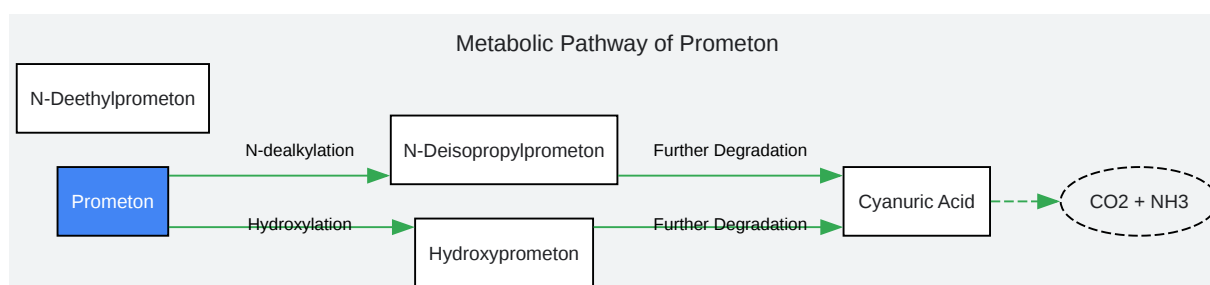 Metabolic Pathway of Prometon
N-Deethylprometon
N-dealkylation
N-Deisopropylprometon
Further Degradation
Prometon
Cyanuric Acid
CO2 + NH3
Hydroxylation
Further Degradation
Hydroxyprometon